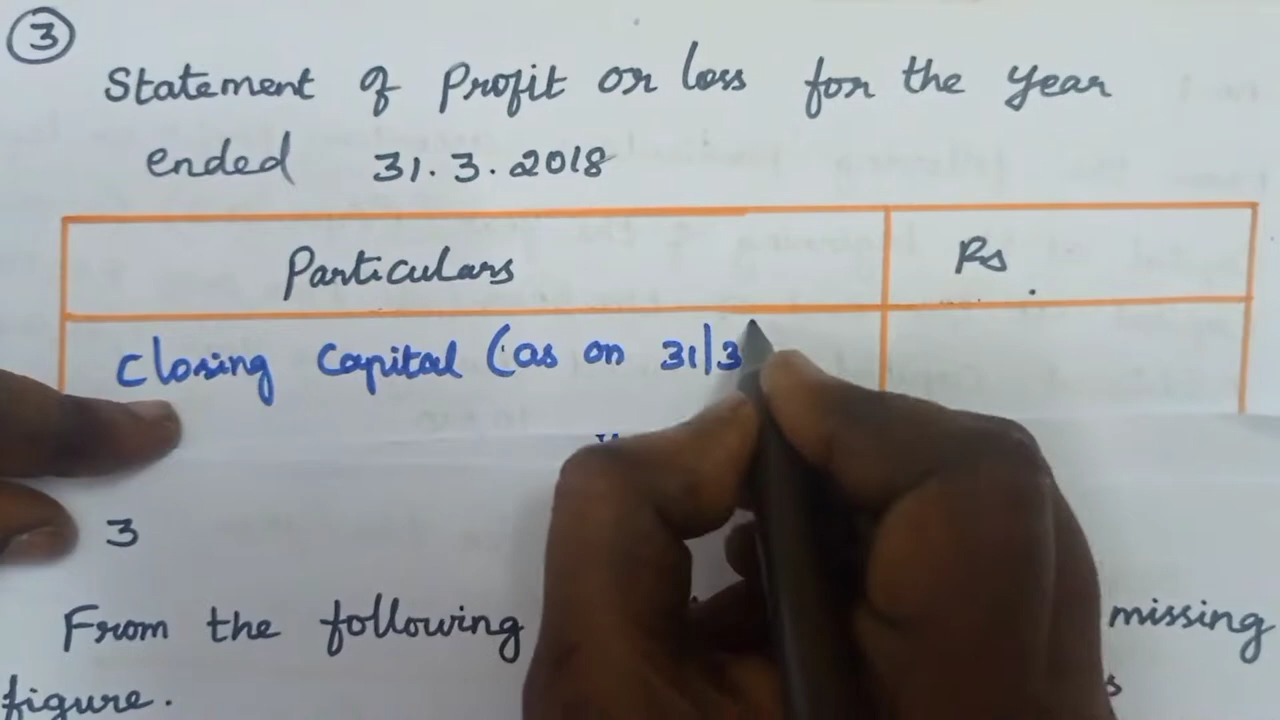 3
Statement of Profit or loss for the Year
ended 31.3.2018
Particulars Rs
Closing Capital (as on 31/3
3
From the following missing
figure.